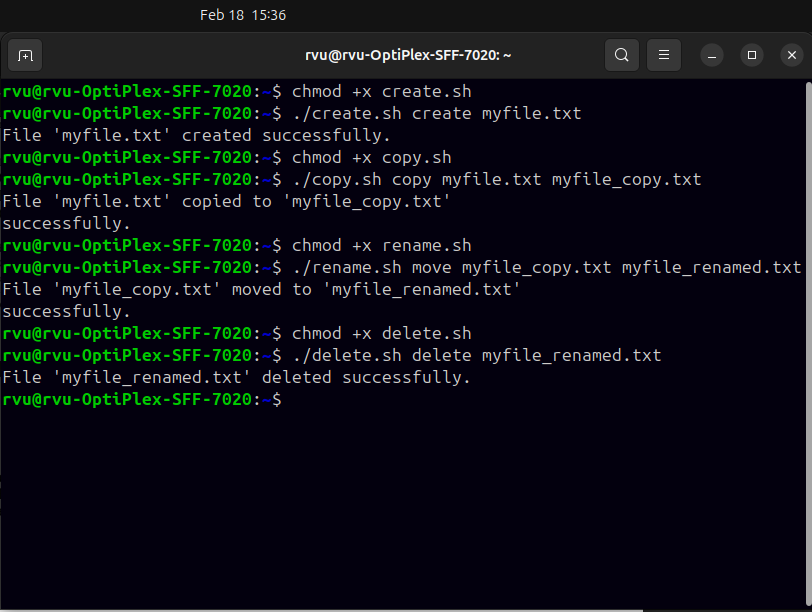 Feb 18 15:36
rvu@rvu-OptiPlex-SFF-7020: ~
rvu@rvu-OptiPlex-SFF-7020:~$ chmod +x create.sh
rvu@rvu-OptiPlex-SFF-7020:~$ ./create.sh create myfile.txt
File 'myfile.txt' created successfully.
rvu@rvu-OptiPlex-SFF-7020:~$ chmod +x copy.sh
rvu@rvu-OptiPlex-SFF-7020:~$ ./copy.sh copy myfile.txt myfile_copy.txt
File 'myfile.txt' copied to 'myfile_copy.txt'
successfully.
rvu@rvu-OptiPlex-SFF-7020:~$ chmod +x rename.sh
rvu@rvu-OptiPlex-SFF-7020:~$ ./rename.sh move myfile_copy.txt myfile_renamed.txt
File 'myfile_copy.txt' moved to 'myfile_renamed.txt'
successfully.
rvu@rvu-OptiPlex-SFF-7020:~$ chmod +x delete.sh
rvu@rvu-OptiPlex-SFF-7020:~$ ./delete.sh delete myfile_renamed.txt
File 'myfile_renamed.txt' deleted successfully.
rvu@rvu-OptiPlex-SFF-7020:~$